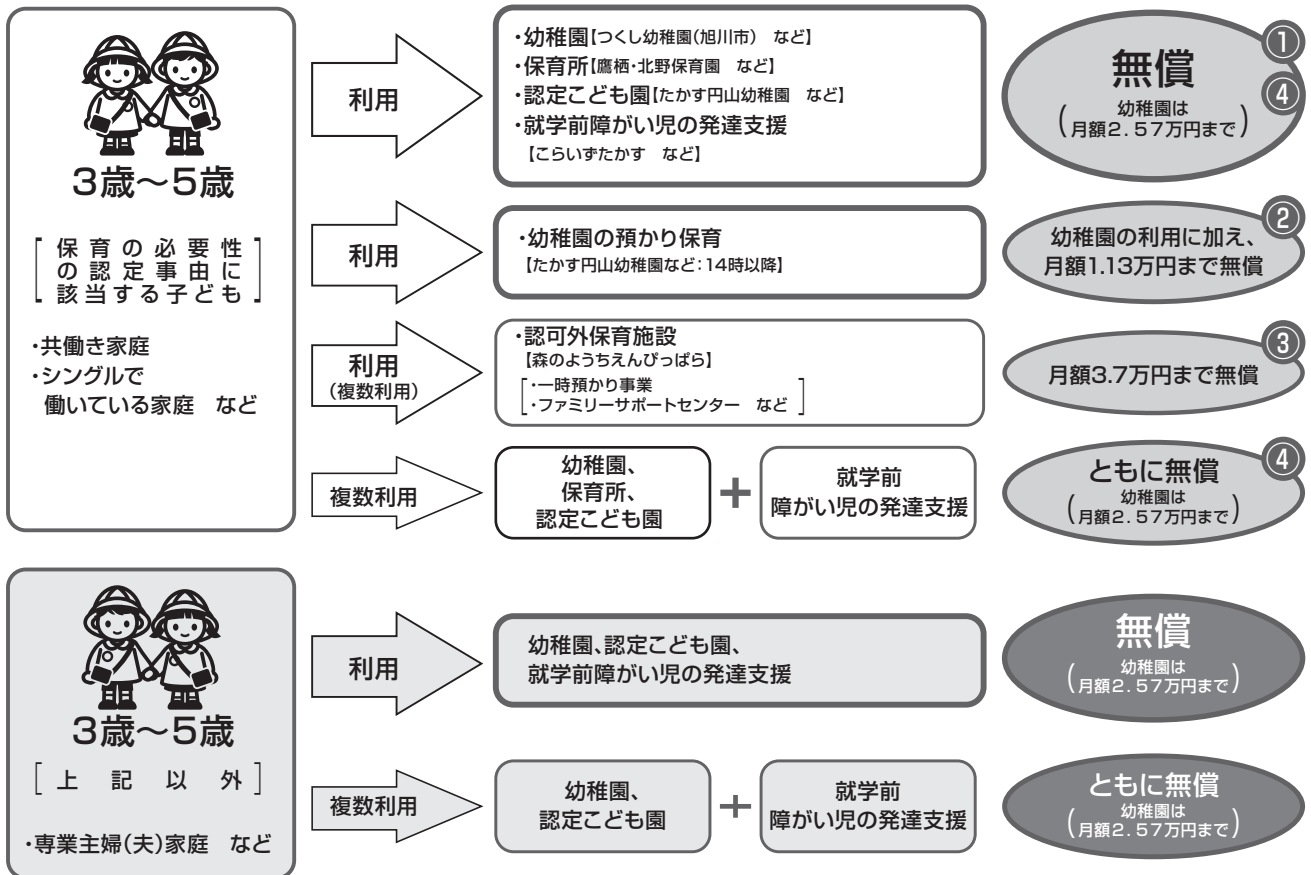 3歳～5歳
保育の必要性
の認定事由に
該当する子ども
・共働き家庭
・シングルで
働いている家庭　など
利用
・幼稚園【つくし幼稚園(旭川市)　など】
・保育所【鷹栖・北野保育園　など】
・認定こども園【たかす円山幼稚園　など】
・就学前障がい児の発達支援
【こらいずたかす　など】
①
④
無償
(幼稚園は
月額2.57万円まで)
利用
・幼稚園の預かり保育
【たかす円山幼稚園など：14時以降】
②
幼稚園の利用に加え、
月額1.13万円まで無償
利用
(複数利用)
・認可外保育施設
【森のようちえんぴっぱら】
[・一時預かり事業
・ファミリーサポートセンター　など]
③
月額3.7万円まで無償
複数利用
幼稚園、
保育所、
認定こども園
+
就学前
障がい児の発達支援
④
ともに無償
(幼稚園は
月額2.57万円まで)
3歳～5歳
[上記以外]
・専業主婦(夫)家庭　など
利用
幼稚園、認定こども園、
就学前障がい児の発達支援
無償
(幼稚園は
月額2.57万円まで)
複数利用
幼稚園、
認定こども園
+
就学前
障がい児の発達支援
ともに無償
(幼稚園は
月額2.57万円まで)